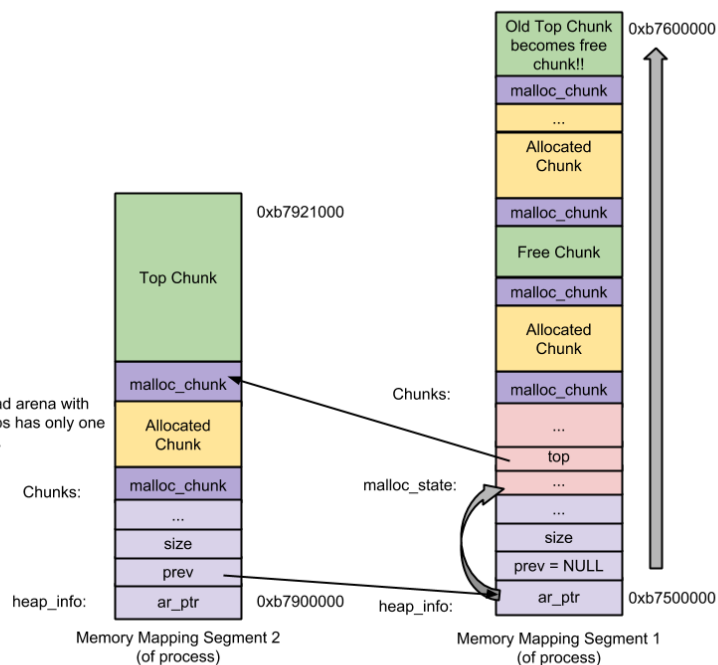 Old Top Chunk
becomes free
chunk!!
0xb7600000
malloc_chunk
...
Allocated
Chunk
malloc_chunk
Free Chunk
malloc_chunk
Allocated
Chunk
Chunks:
malloc_chunk
...
top
malloc_state:
...
...
size
prev = NULL
heap_info:
ar_ptr
0xb7500000
Memory Mapping Segment 1
(of process)
0xb7921000
Top Chunk
malloc_chunk
arena with
has only one
Allocated
Chunk
Chunks:
malloc_chunk
...
size
prev
heap_info:
ar_ptr
0xb7900000
Memory Mapping Segment 2
(of process)